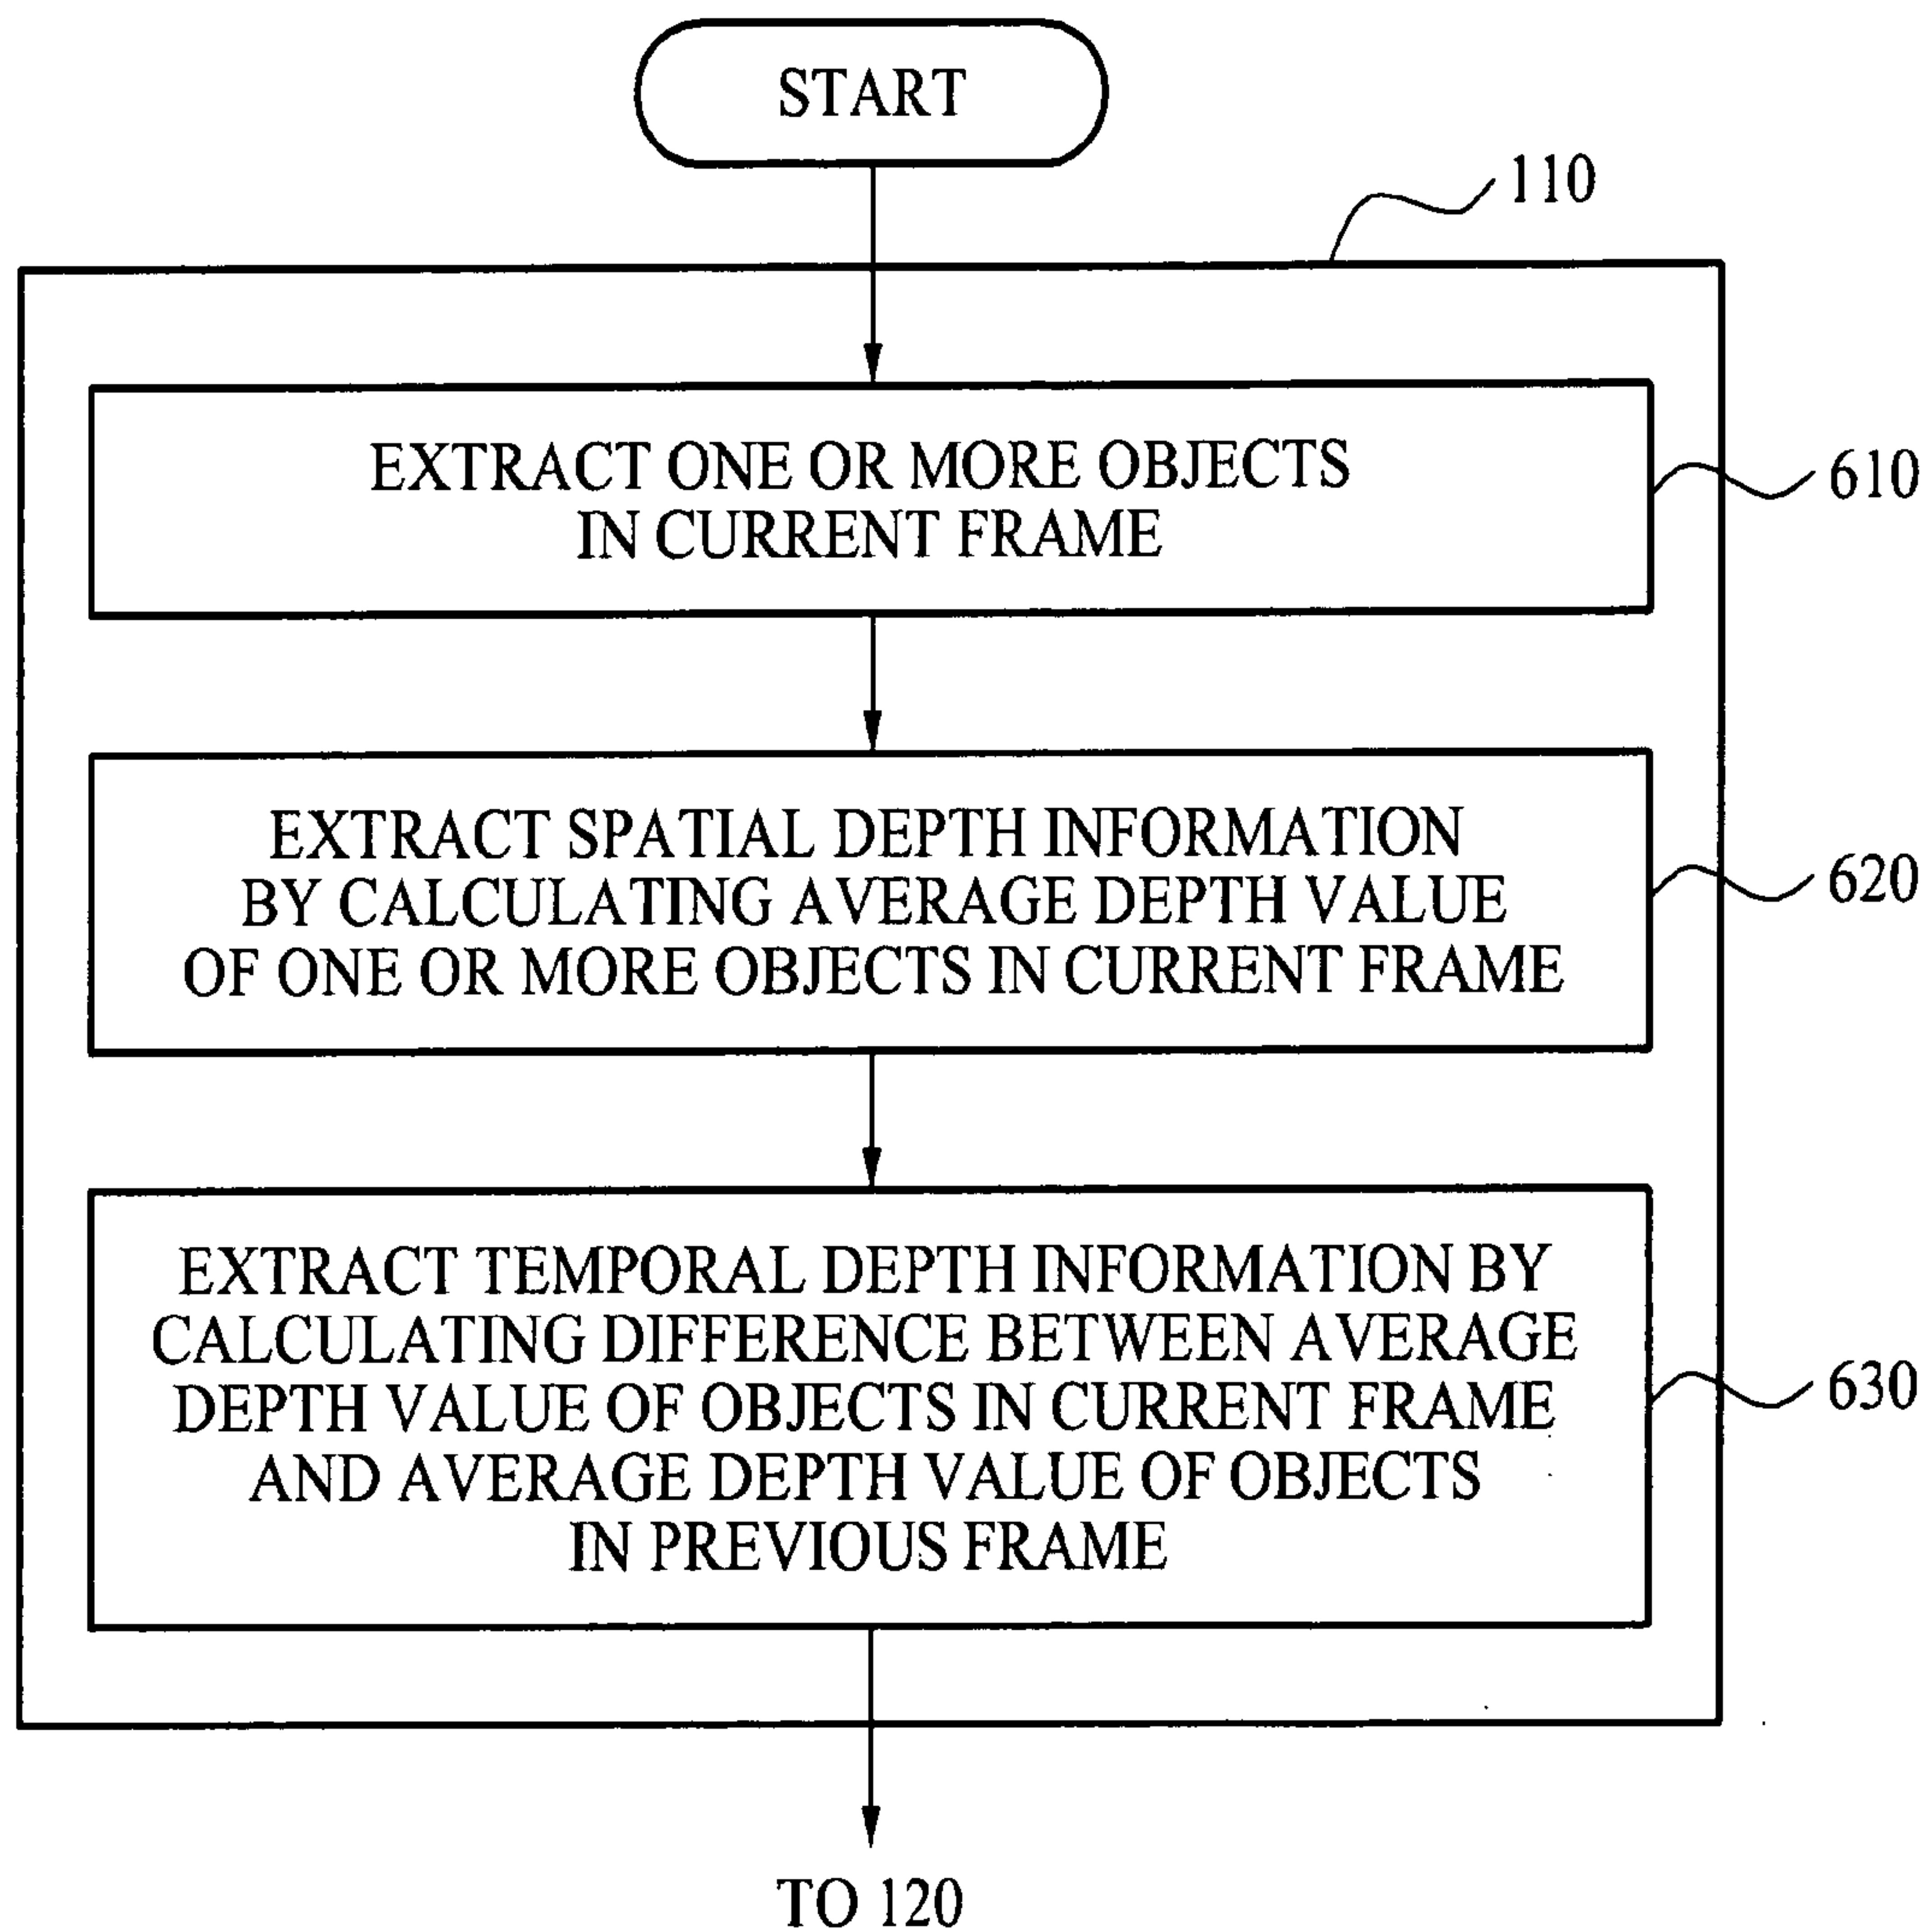 START
110
EXTRACT ONE OR MORE OBJECTS
IN CURRENT FRAME
610
EXTRACT SPATIAL DEPTH INFORMATION
BY CALCULATING AVERAGE DEPTH VALUE
OF ONE OR MORE OBJECTS IN CURRENT FRAME
620
EXTRACT TEMPORAL DEPTH INFORMATION BY
CALCULATING DIFFERENCE BETWEEN AVERAGE
DEPTH VALUE OF OBJECTS IN CURRENT FRAME
AND AVERAGE DEPTH VALUE OF OBJECTS
IN PREVIOUS FRAME
630
TO 120